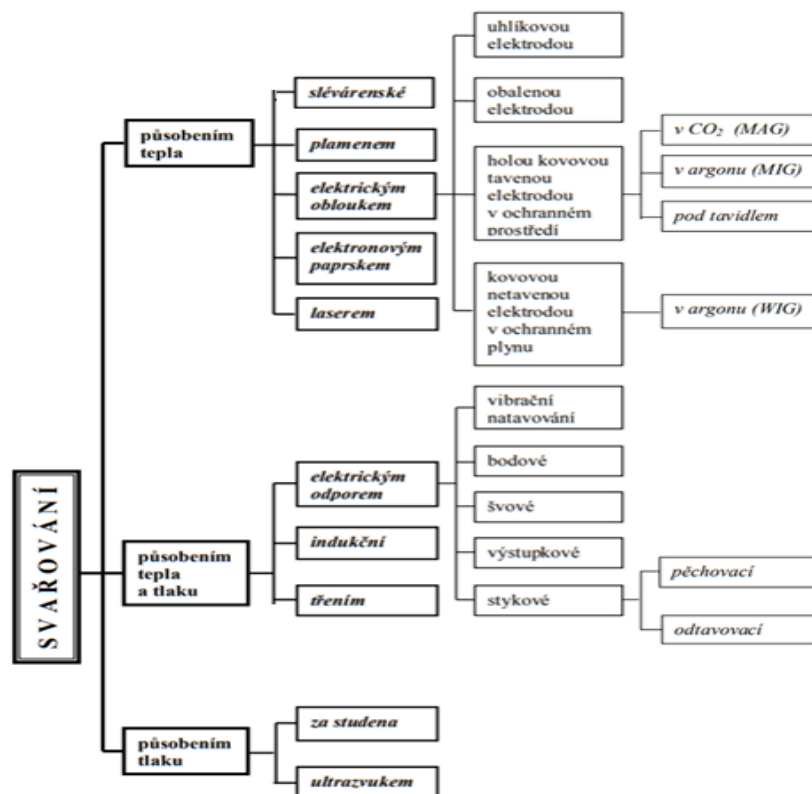 SVAŘOVÁNÍ
působením
tepla
slévárenské
plamenem
elektrickým
obloukem
uhlíkovou
elektrodou
obalenou
elektrodou
holou kovovou
tavenou
elektrodou
v ochranném
prostředí
v CO₂ (MAG)
v argonu (MIG)
pod tavidlem
kovovou
netavenou
elektrodou
v ochranném
plynu
v argonu (WIG)
elektronovým
paprskem
laserem
působením
tepla
a tlaku
elektrickým
odporem
vibrační
natavování
bodové
švové
výstupkové
stykové
pěchovací
odtavovací
indukční
třením
působením
tlaku
za studena
ultrazvukem